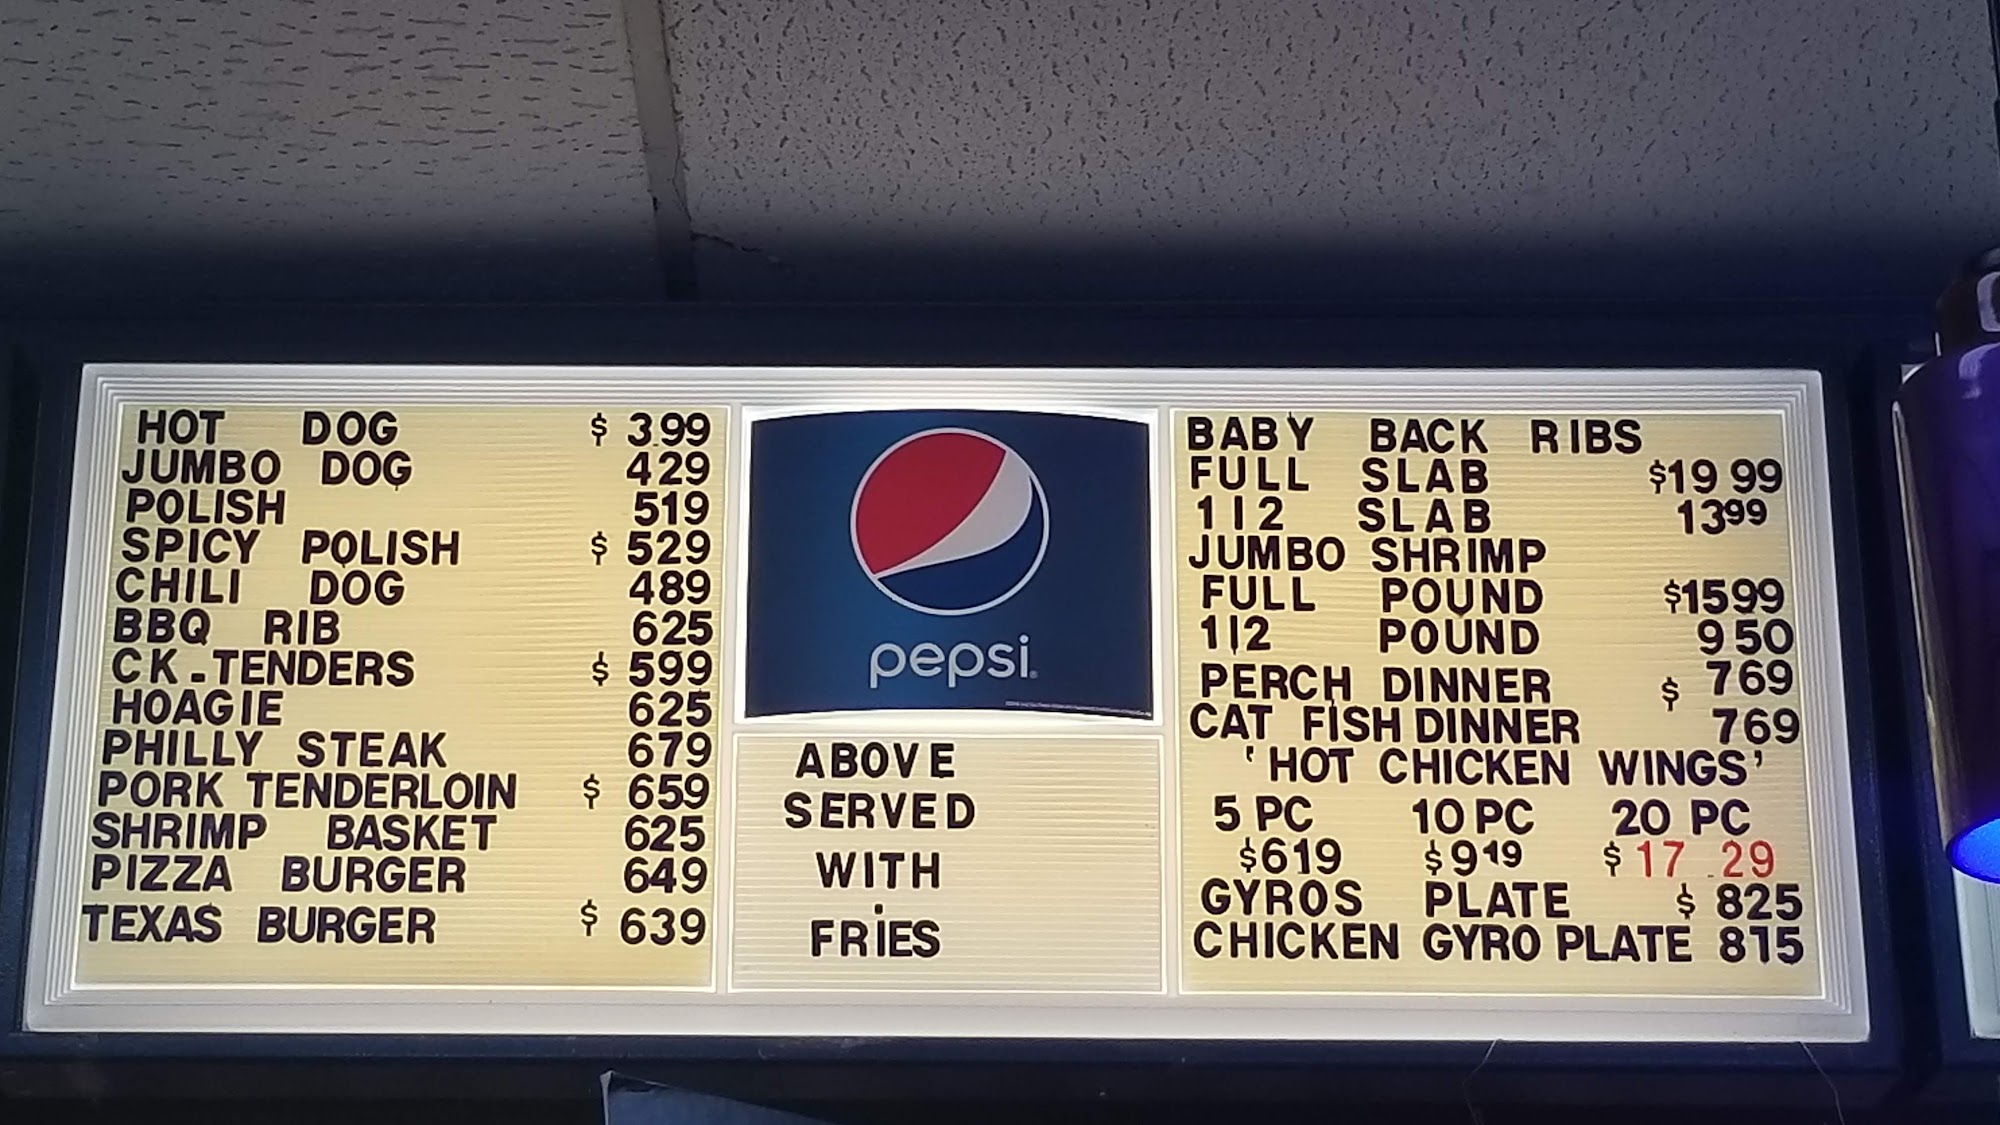 HOT DOG $ 3.99
JUMBO DOG 429
POLISH 519
SPICY POLISH $ 529
CHILI DOG 489
BBQ RIB 625
CK-TENDERS $ 599
HOAGIE 625
PHILLY STEAK 679
PORK TENDERLOIN $ 659
SHRIMP BASKET 625
PIZZA BURGER 649
TEXAS BURGER $ 639
pepsi
ABOVE
SERVED
WITH
FRIES
BABY BACK RIBS
FULL SLAB $19 99
1|2 SLAB 1399
JUMBO SHRIMP
FULL POUND $1599
1|2 POUND 9 50
PERCH DINNER $ 769
CAT FISH DINNER 769
'HOT CHICKEN WINGS'
5 PC 10 PC 20 PC
$619 $919 $ 17.29
GYROS PLATE $ 825
CHICKEN GYRO PLATE 815